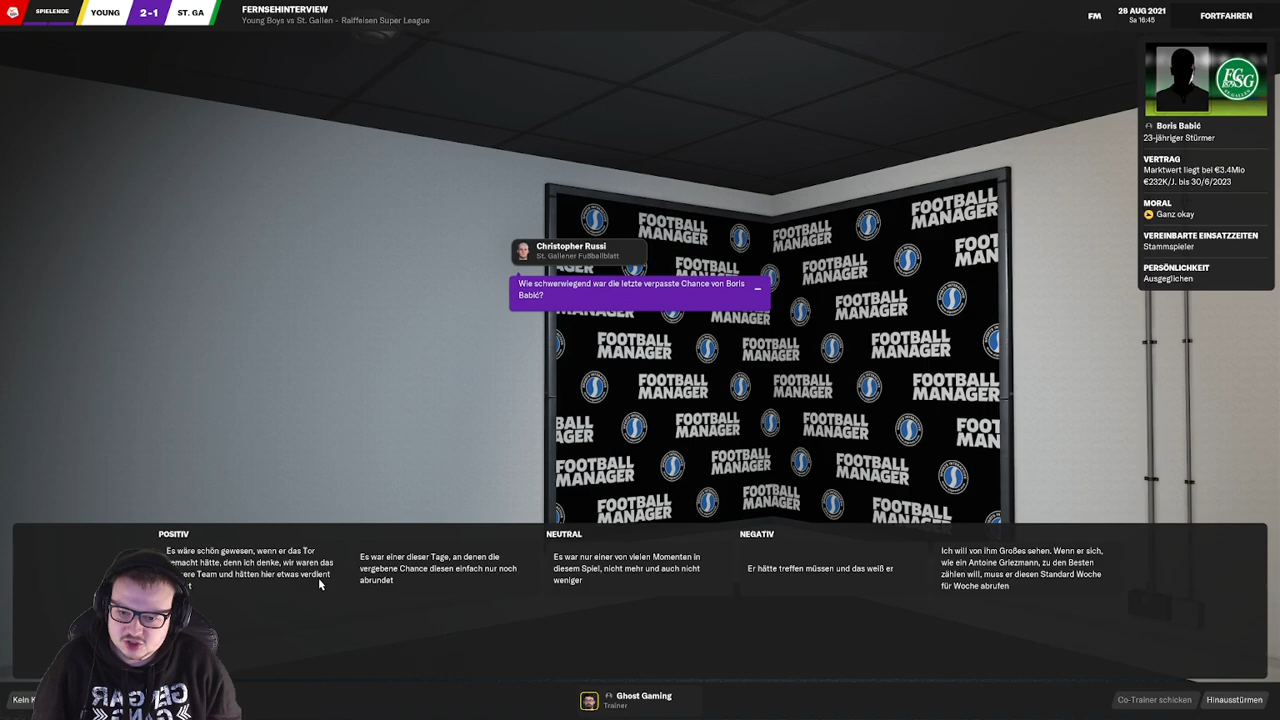 SPIELENDE
YOUNG
2-1
ST. GA
FERNSEHINTERVIEW
Young Boys vs St. Gallen - Raiffeisen Super League
FM
28 AUG 2021
Sa 16:45
FORTFAHREN
FCSG
Boris Babić
23-jähriger Stürmer
VERTRAG
Marktwert liegt bei €3.4Mio
€232K/J. bis 30/6/2023
MORAL
Ganz okay
VEREINBARTE EINSATZZEITEN
Stammspieler
PERSÖNLICHKEIT
Ausgeglichen
Christopher Russi
St. Gallener Fußballblatt
Wie schwerwiegend war die letzte verpasste Chance von Boris
Babić?
FOOTBALL
MANAGER
POSITIV
Es wäre schön gewesen, wenn er das Tor
gemacht hätte, denn ich denke, wir waren das
Team und hätten hier etwas verdient
Es war einer dieser Tage, an denen die
vergebene Chance diesen einfach nur noch
abrundet
NEUTRAL
Es war nur einer von vielen Momenten in
diesem Spiel, nicht mehr und auch nicht
weniger
NEGATIV
Er hätte treffen müssen und das weiß er
Ich will von ihm Großes sehen. Wenn er sich,
wie ein Antoine Griezmann, zu den Besten
zählen will, muss er diesen Standard Woche
für Woche abrufen
Kein
Ghost Gaming
Trainer
Co-Trainer schicken
Hinausstürmen